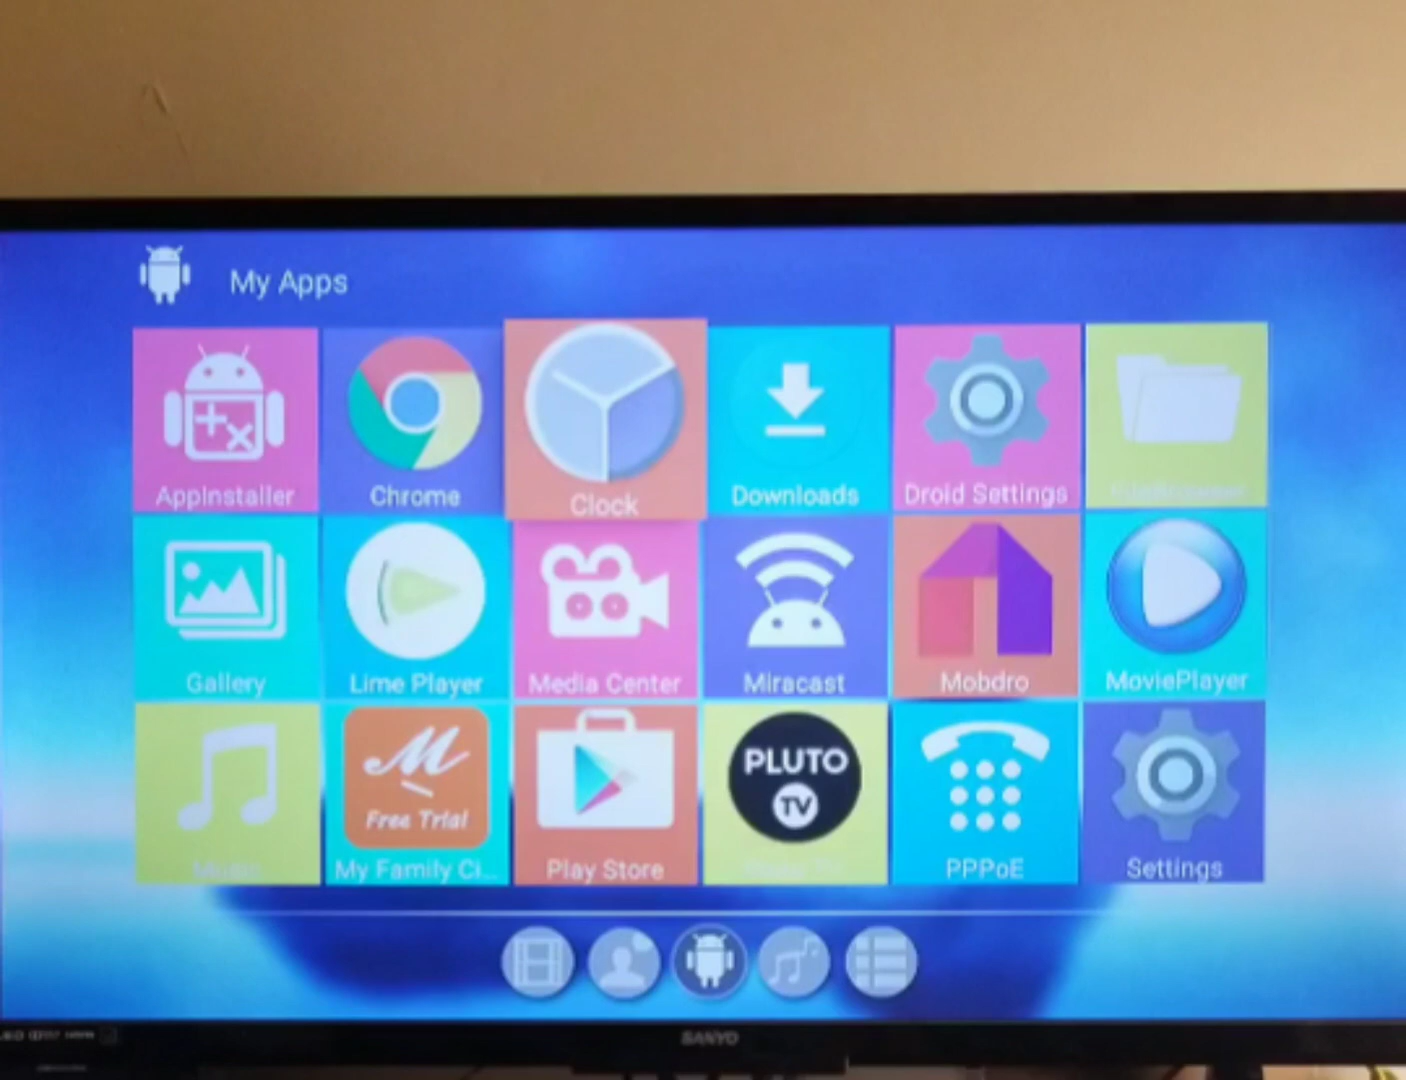 My Apps
AppInstaller
Chrome
Clock
Downloads
Droid Settings
Gallery
Lime Player
Media Center
Miracast
Mobdro
MoviePlayer
Music
M
Free Trial
My Family Ci...
Play Store
PLUTO
TV
PPPoE
Settings
SANYO